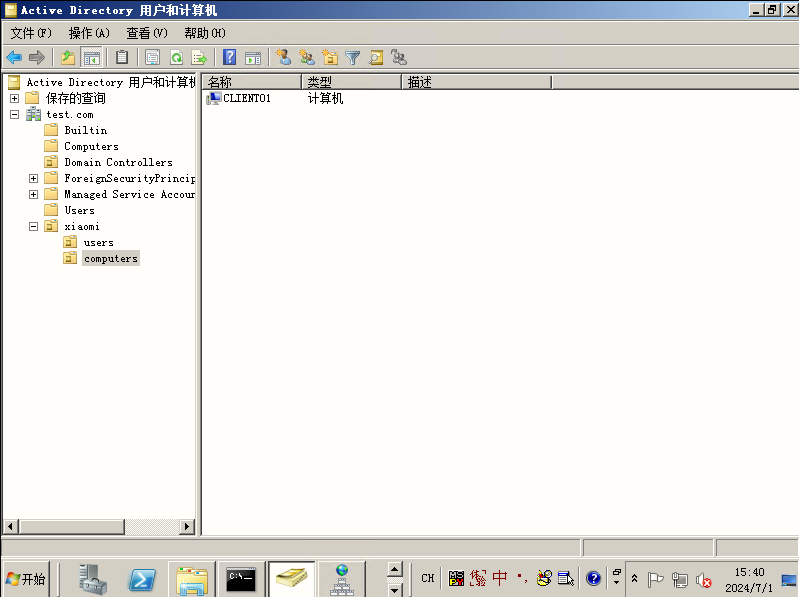 Active Directory 用户和计算机
文件(F) 操作(A) 查看(V) 帮助(H)
Active Directory 用户和计算机
保存的查询
test.com
Builtin
Computers
Domain Controllers
ForeignSecurityPrincip
Managed Service Accour
Users
xiaomi
users
computers
名称 类型 描述
CLIENT01 计算机
开始
C:\
CH
中
15:40
2024/7/1